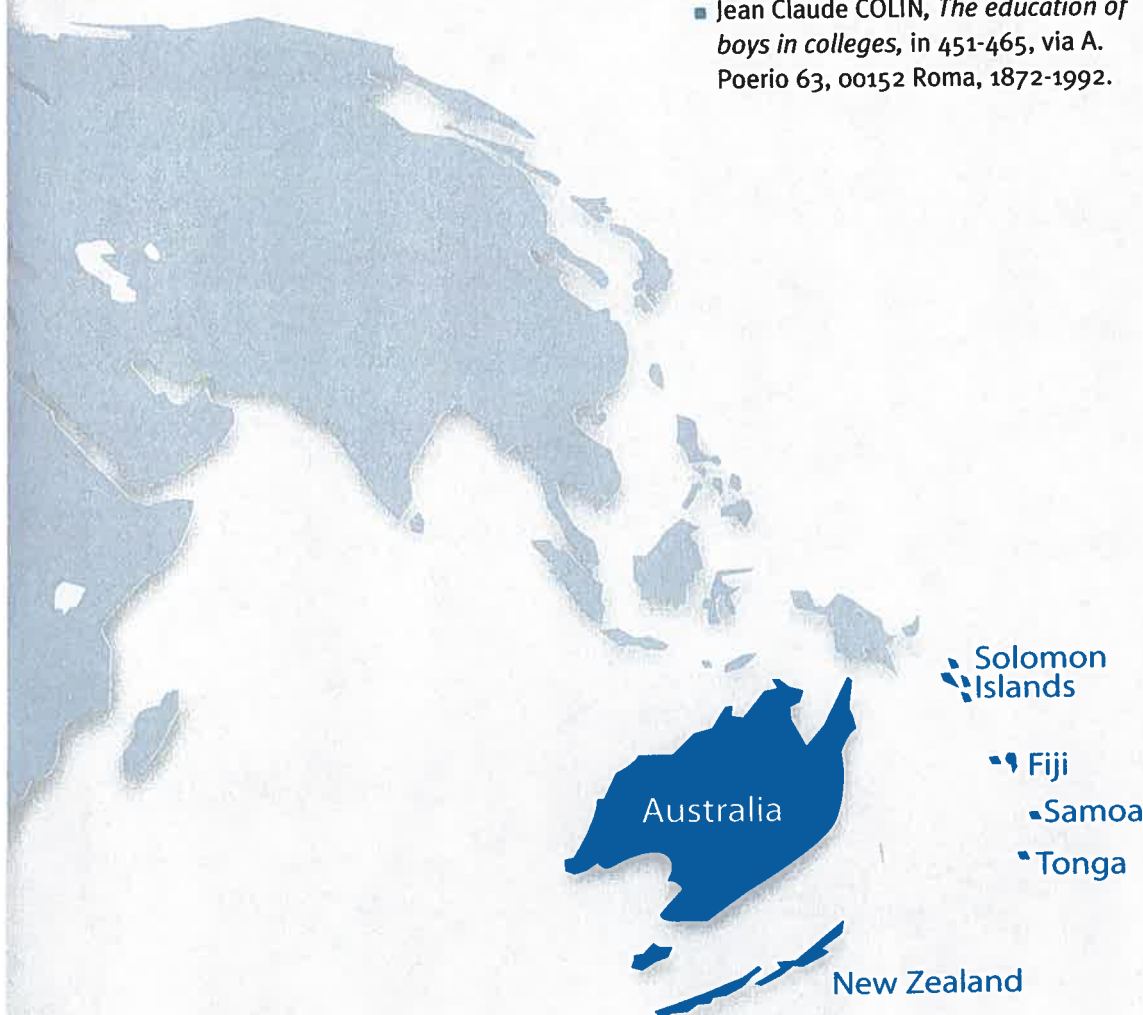 ▪ Jean Claude COLIN, The education of
boys in colleges, in 451-465, via A.
Poerio 63, 00152 Roma, 1872-1992.
Solomon
Islands
Fiji
Australia
Samoa
Tonga
New Zealand